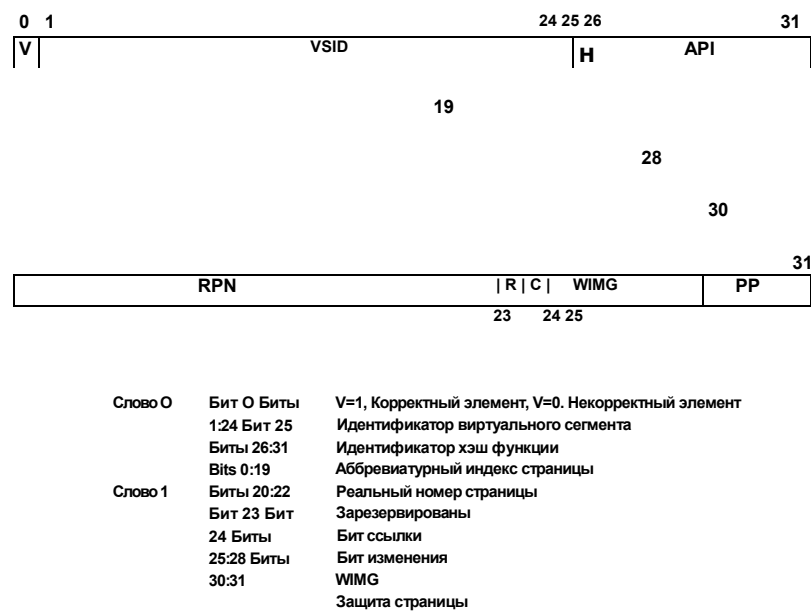 0 1 24 25 26 31
V VSID H API
19
28
30
31
RPN | R | C | WIMG PP
23 24 25
Слово О Бит О Биты V=1, Корректный элемент, V=0. Некорректный элемент
1:24 Бит 25 Идентификатор виртуального сегмента
Биты 26:31 Идентификатор хэш функции
Bits 0:19 Аббревиатурный индекс страницы
Слово 1 Биты 20:22 Реальный номер страницы
Бит 23 Бит Зарезервированы
24 Биты Бит ссылки
25:28 Биты Бит изменения
30:31 WIMG
Защита страницы